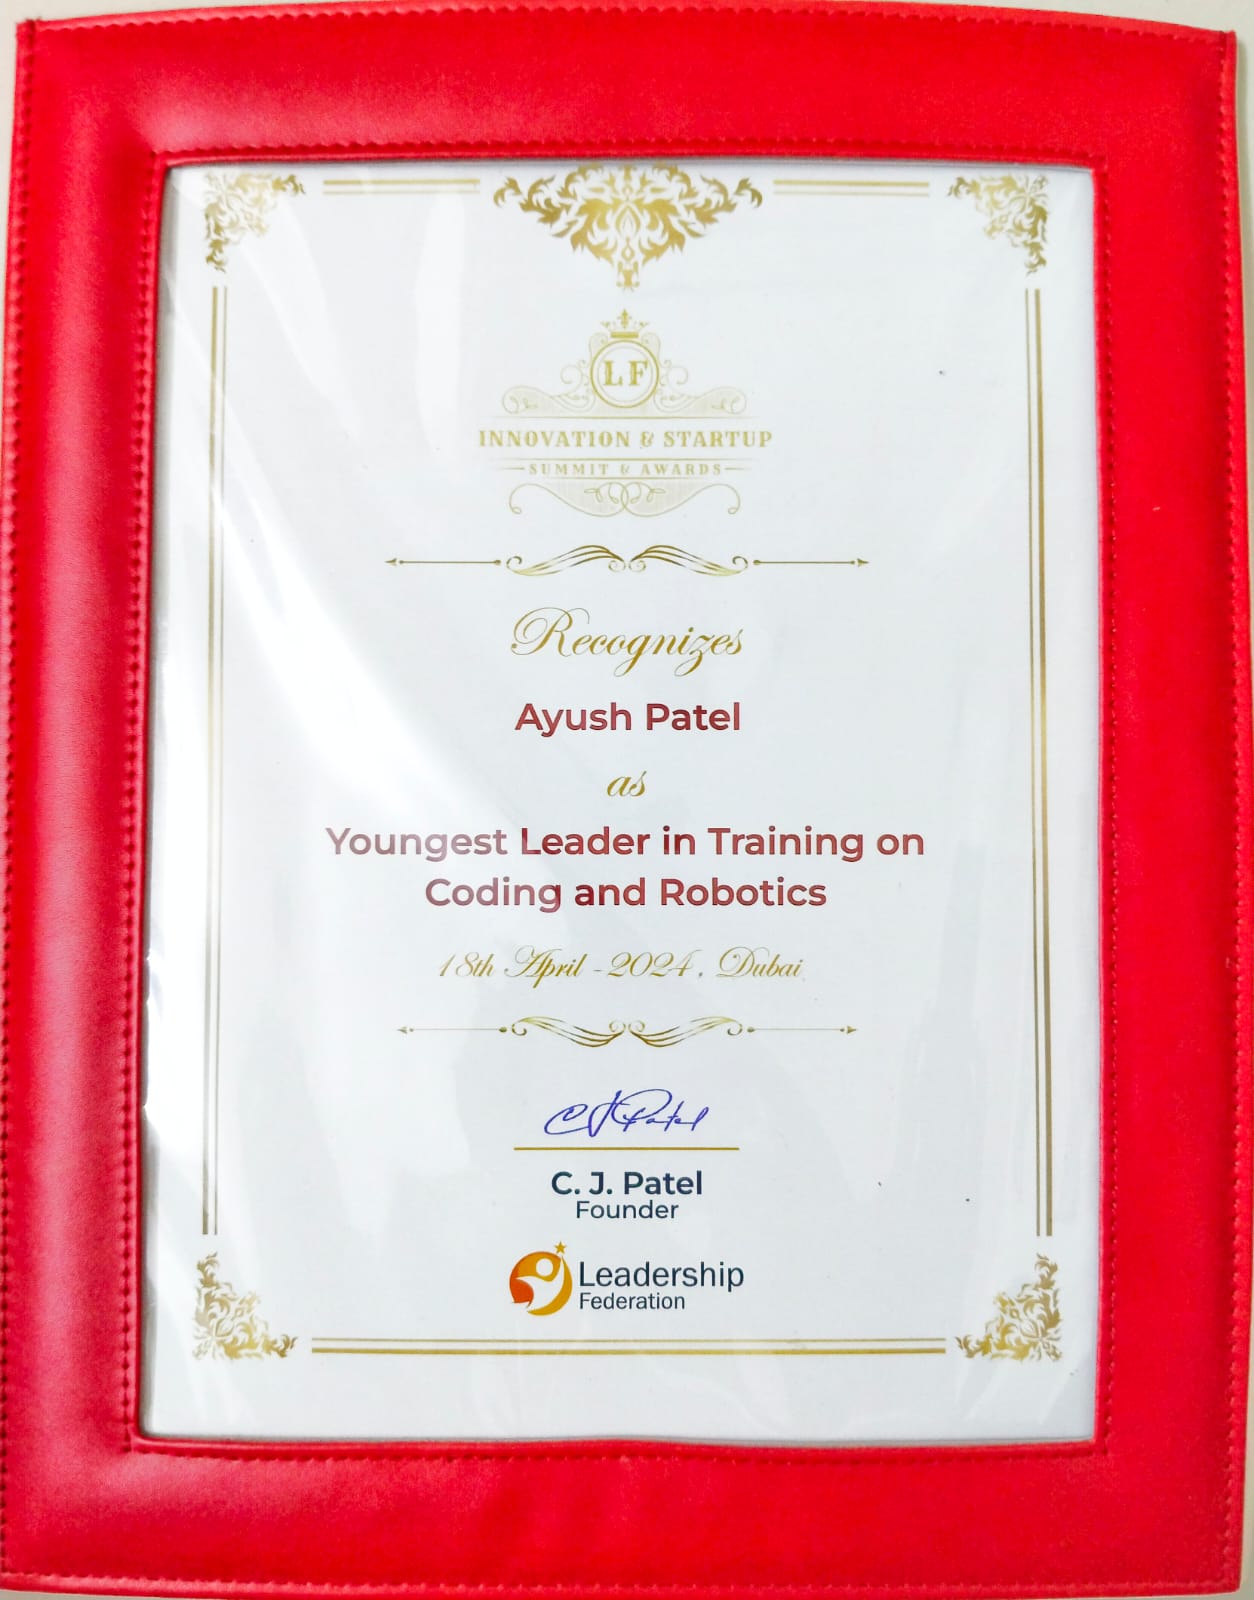 LF
INNOVATION & STARTUP
SUMMIT & AWARDS
Recognizes
Ayush Patel
as
Youngest Leader in Training on
Coding and Robotics
18th April - 2024, Dubai
C J Patel
C. J. Patel
Founder
Leadership
Federation